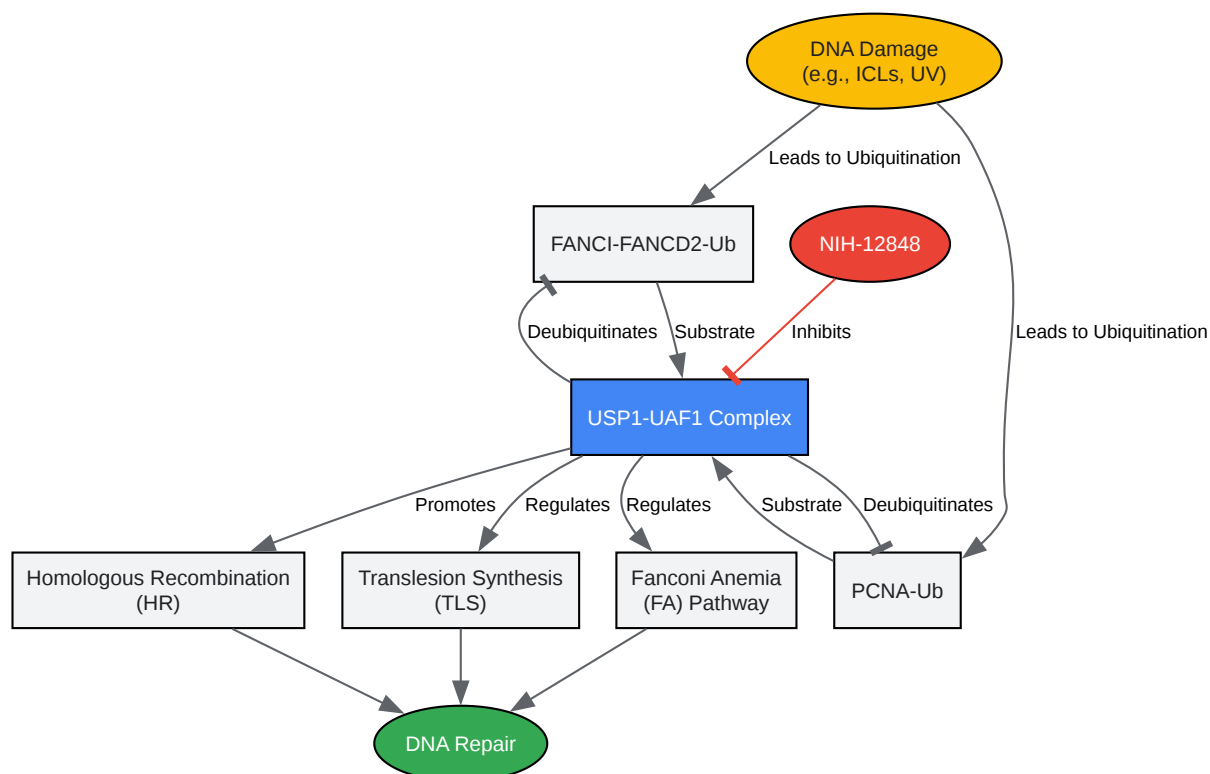 DNA Damage
(e.g., ICLs, UV)
Leads to Ubiquitination
FANCI-FANCD2-Ub
NIH-12848
Deubiquitinates
Substrate
Inhibits
Leads to Ubiquitination
USP1-UAF1 Complex
Promotes
Regulates
Regulates
Substrate
Deubiquitinates
Homologous Recombination
(HR)
Translesion Synthesis
(TLS)
Fanconi Anemia
(FA) Pathway
PCNA-Ub
DNA Repair